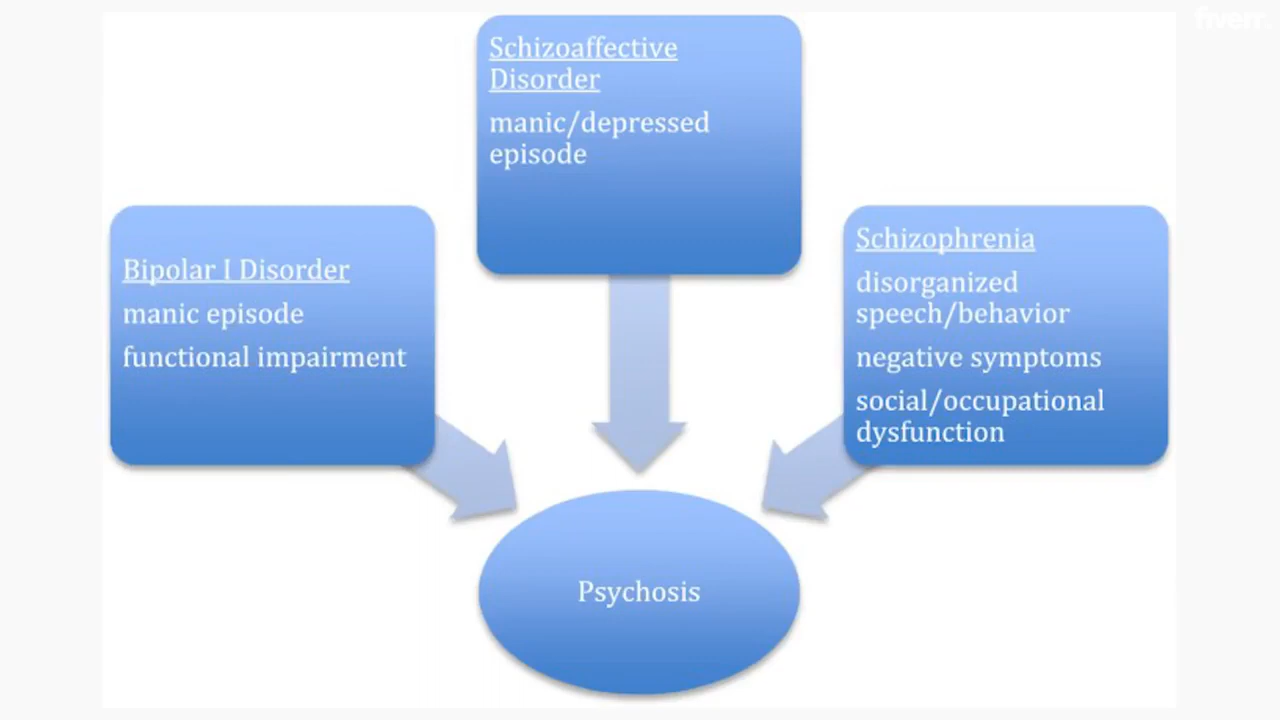 fiverr.
Schizoaffective
Disorder
manic/depressed
episode
Bipolar I Disorder
manic episode
functional impairment
Schizophrenia
disorganized
speech/behavior
negative symptoms
social/occupational
dysfunction
Psychosis